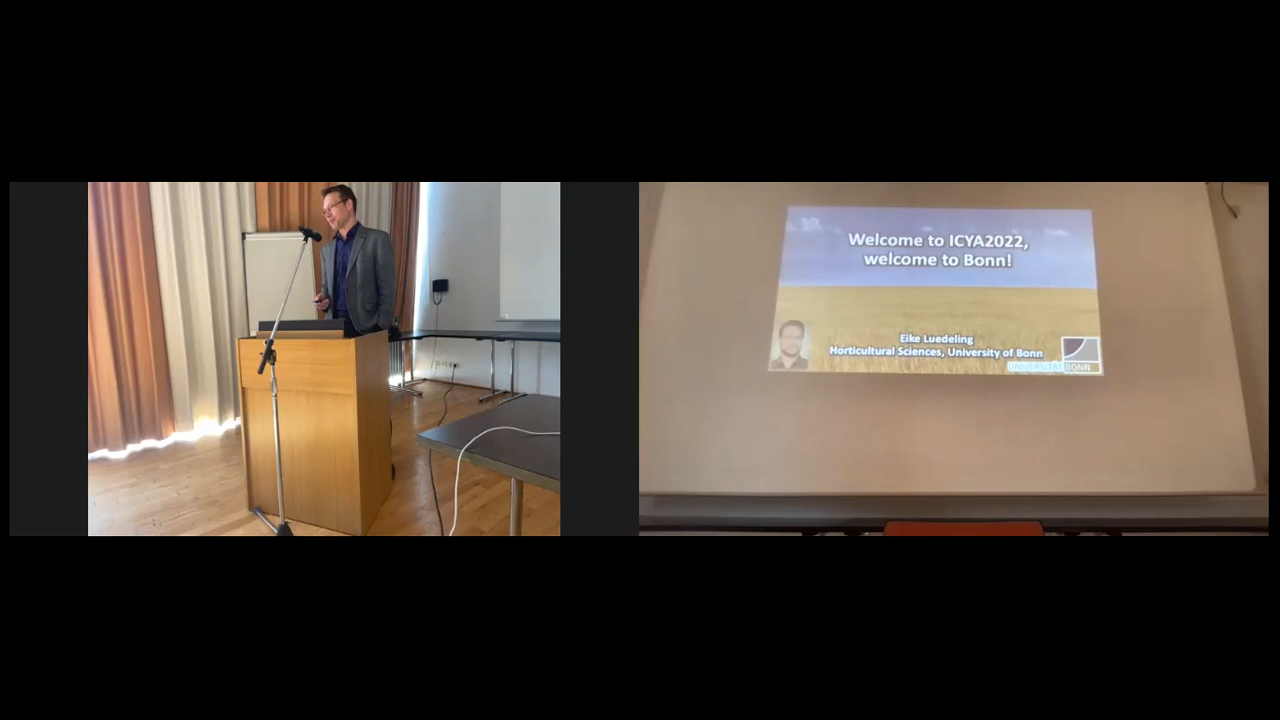 Welcome to ICYA2022,
welcome to Bonn!
Eike Luedeling
Horticultural Sciences, University of Bonn
UNIVERSITÄT BONN